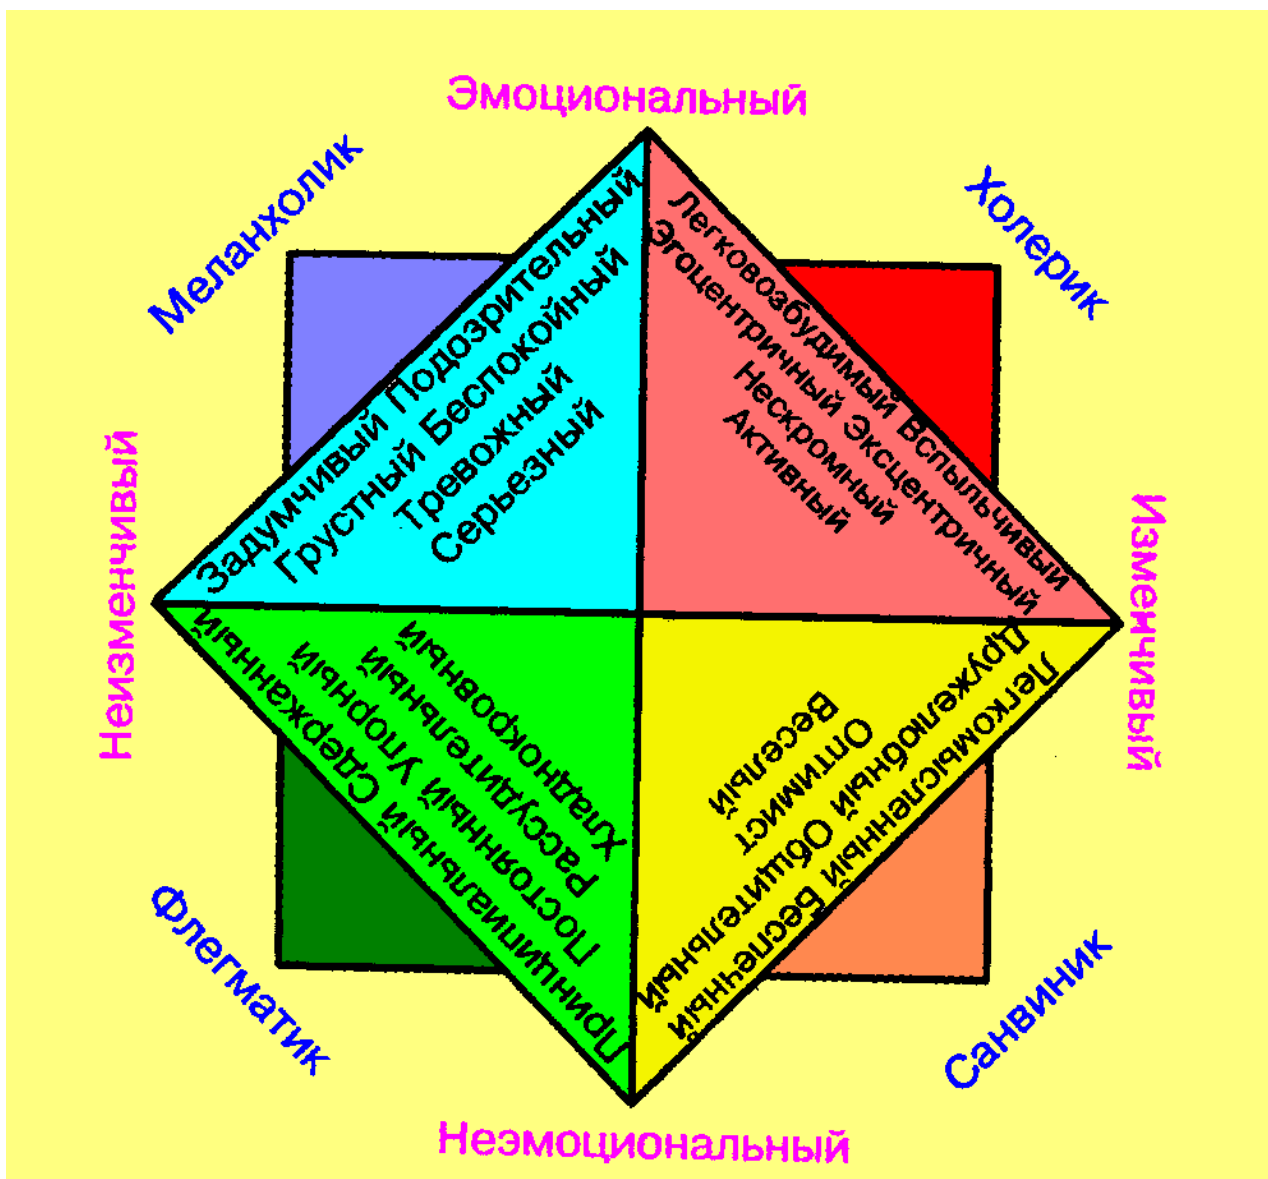 Эмоциональный
Меланхолик
Холерик
Задумчивый Подозрительный
Грустный Беспокойный
Тревожный
Серьезный
Легковозбудимый Вспыльчивый
Эгоцентричный Эксцентричный
Нескромный
Активный
Неизменчивый
Изменчивый
Хладнокровный
Рассудительный
Постоянный Упорный
Принципиальный Сдержанный
Веселый
Оптимист
Дружелюбный Общительный
Легкомысленный Беспечный
Флегматик
Санвиник
Неэмоциональный